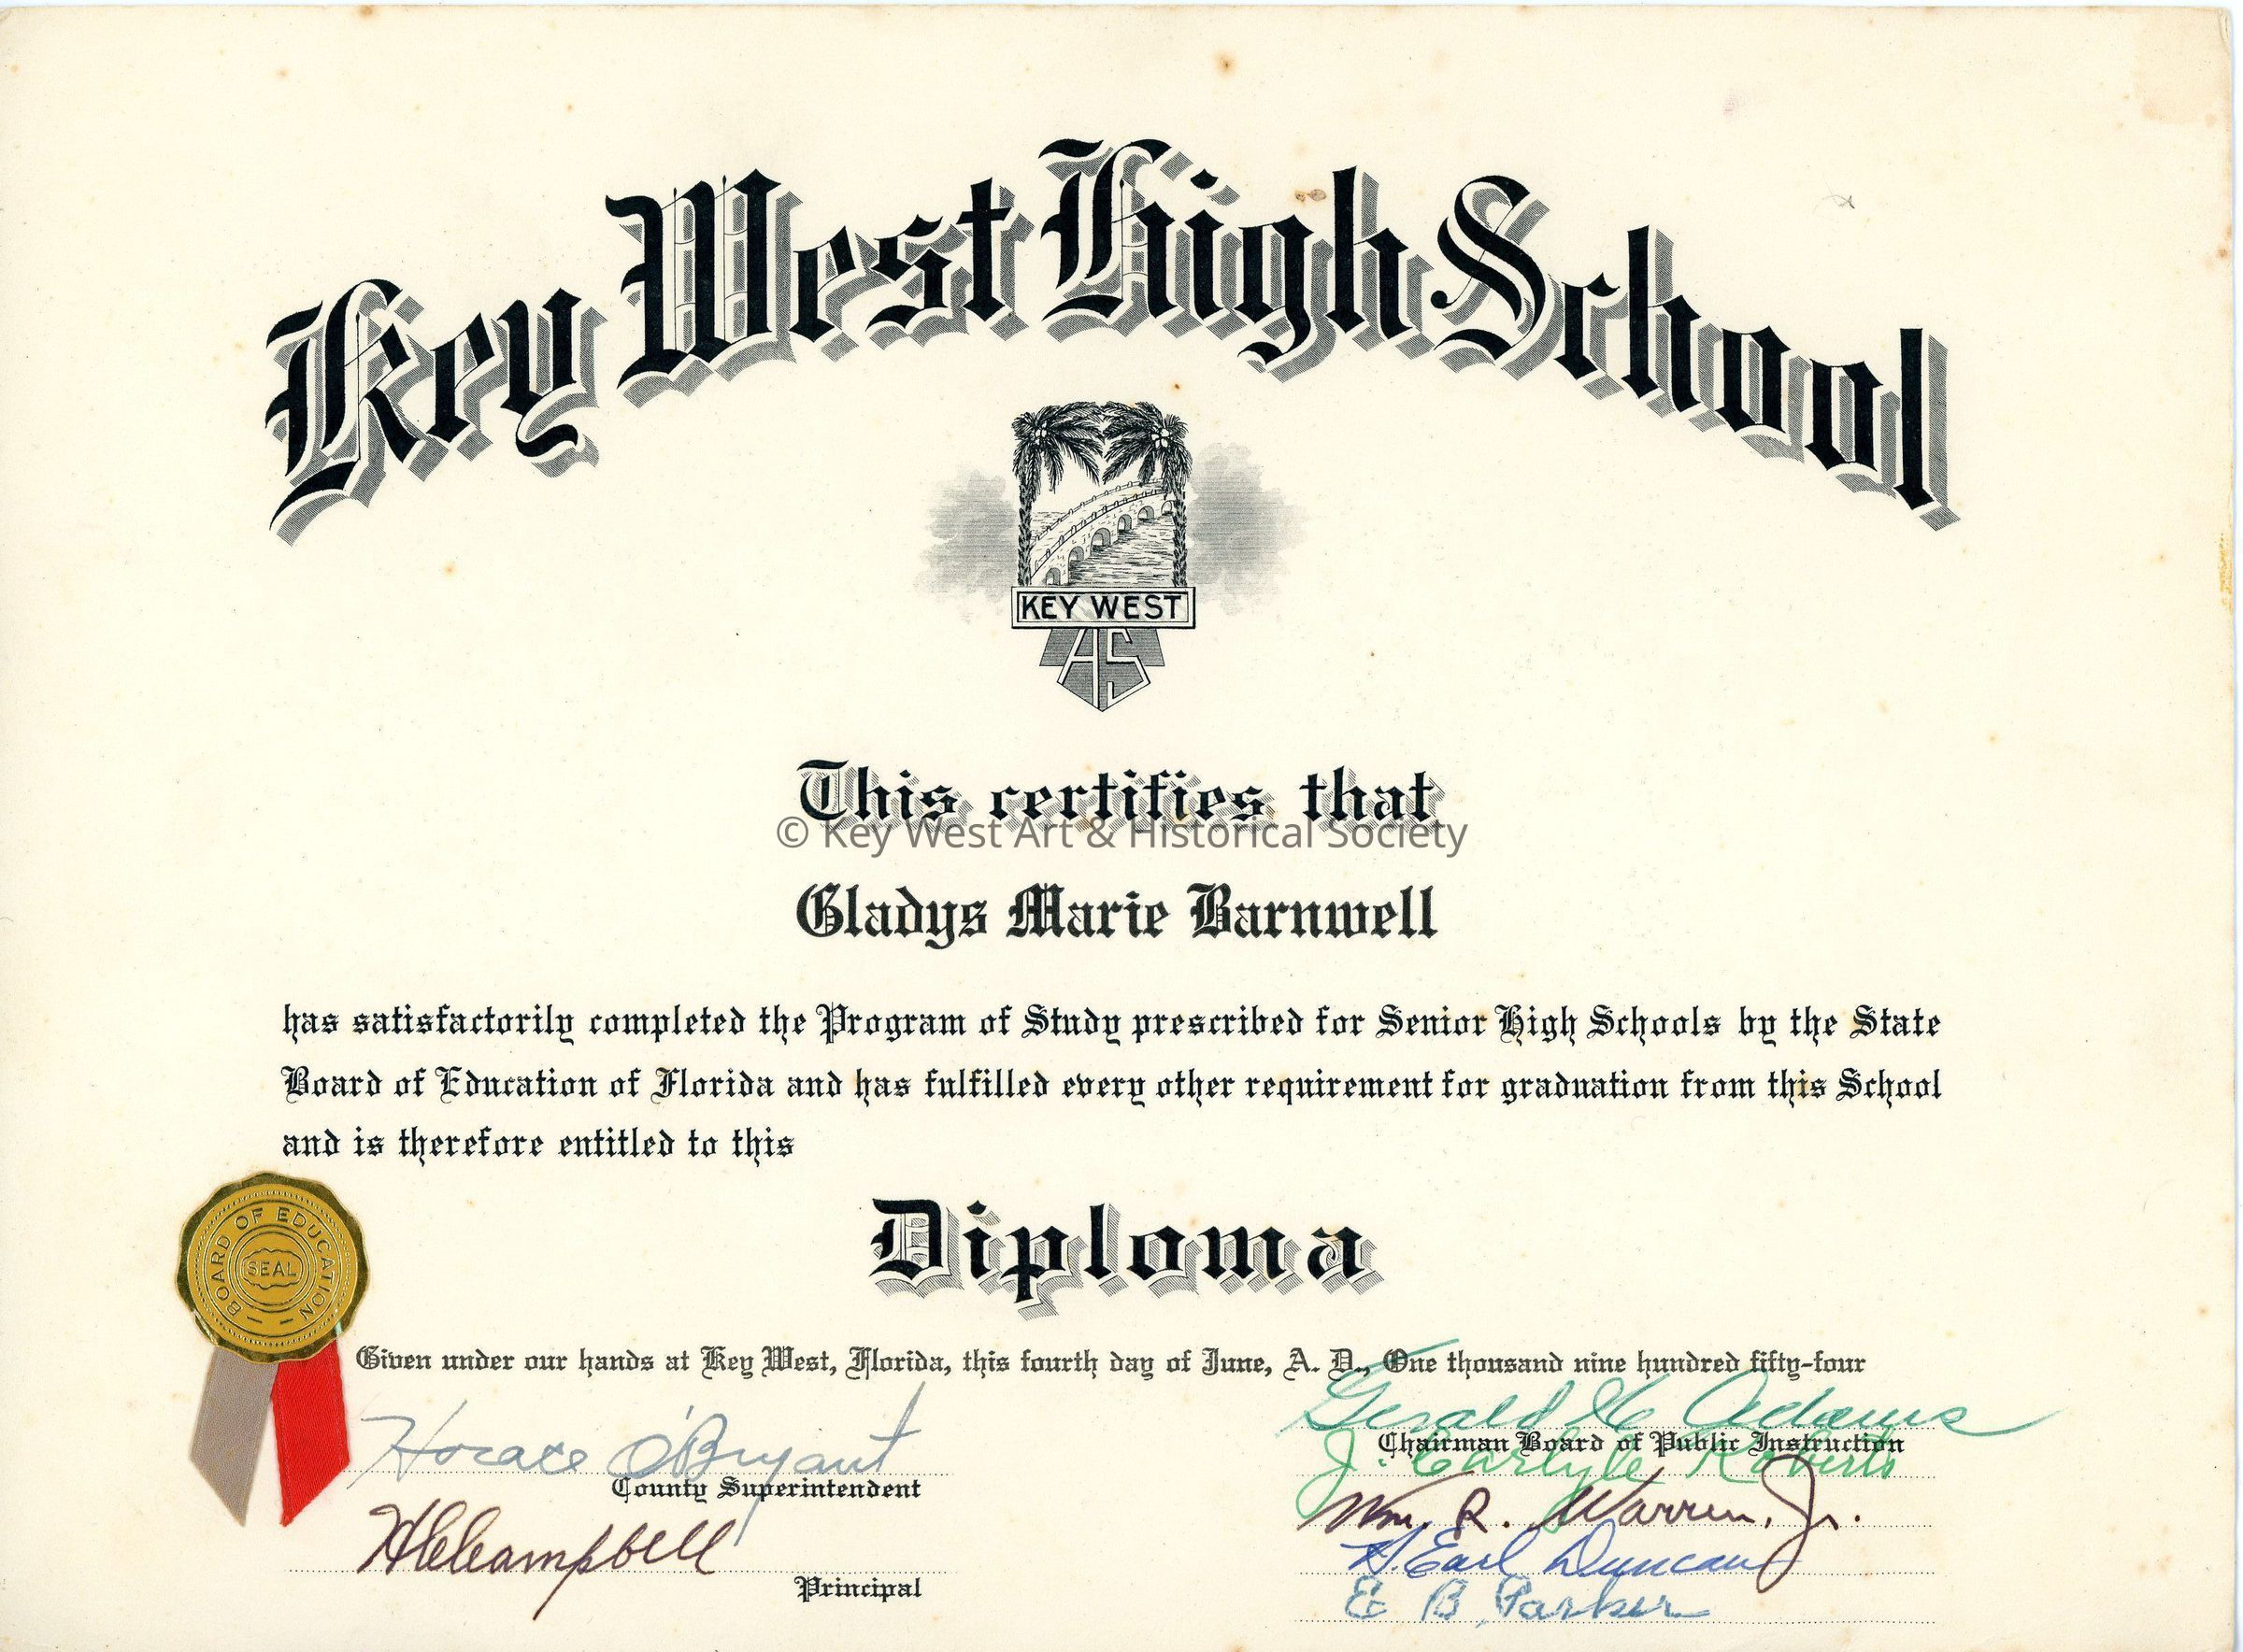 Key West High School
KEY WEST
HS
This certifies that
© Key West Art & Historical Society
Gladys Marie Barnwell
has satisfactorily completed the Program of Study prescribed for Senior High Schools by the State
Board of Education of Florida and has fulfilled every other requirement for graduation from this School
and is therefore entitled to this
BOARD OF EDUCATION
SEAL
Diploma
Given under our hands at Key West, Florida, this fourth day of June, A. D., One thousand nine hundred fifty-four
Horace O'Bryant
County Superintendent
Campbell
Principal
Gerald Adams
Chairman Board of Public Instruction
J. Carlyle Roberts
Wm. R. Warren, Jr.
Earl Duncan
E B Parker